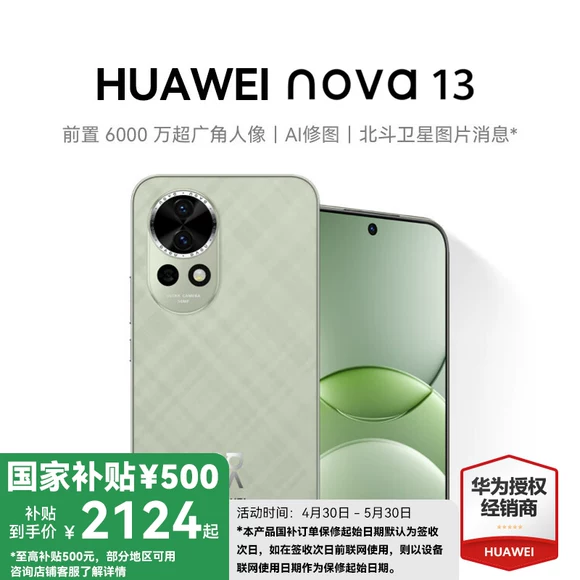 HUAWEI nova 13
前置 6000 万超广角人像｜AI修图｜北斗卫星图片消息*
国家补贴¥500
补贴
到手价 ¥ 2124起
*至高补贴500元，部分地区可用
咨询店铺客服了解详情
活动时间：4月30日 - 5月30日
*本产品国补订单保修起始日期默认为签收
次日，如在签收日前联网使用，则以设备
联网使用日期作为保修起始日期。
华为授权
经销商
HUAWEI